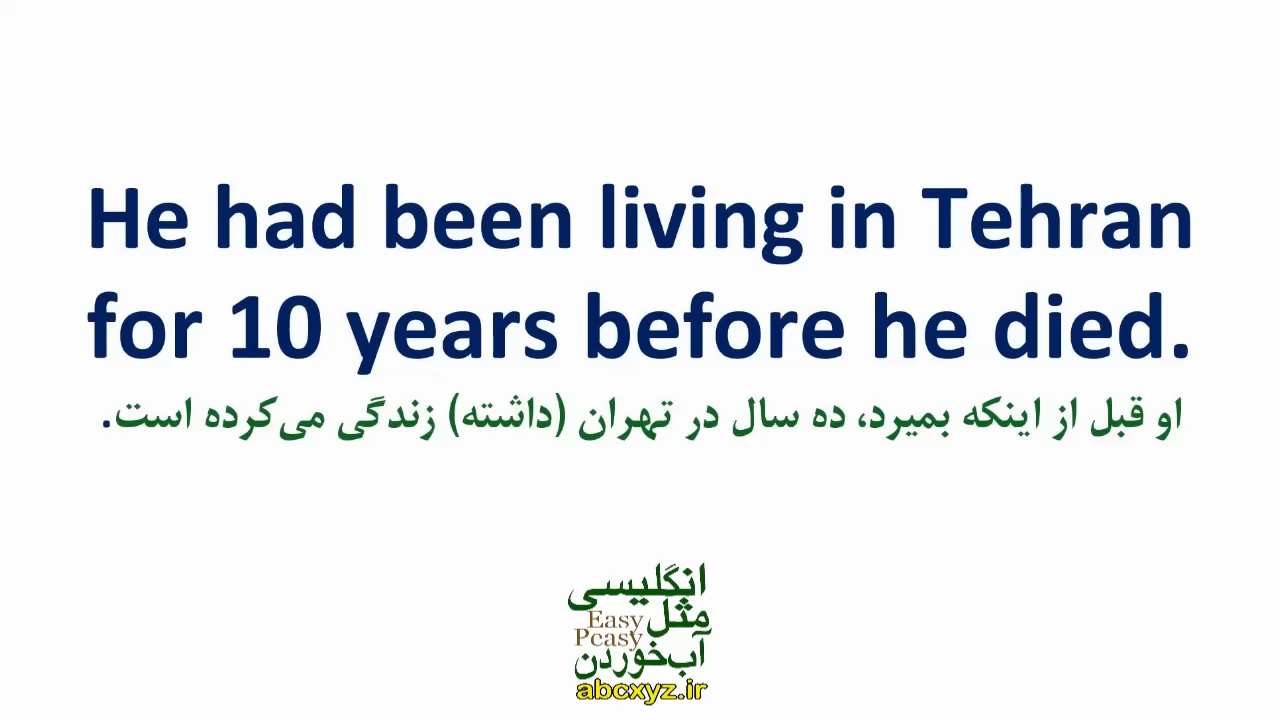 He had been living in Tehran
for 10 years before he died.
او قبل از اینکه بمیرد، ده سال در تهران (داشته) زندگی می‌کرده است.
انگلیسی
مثل
Easy
Peasy
آب‌خوردن
abcxyz.ir